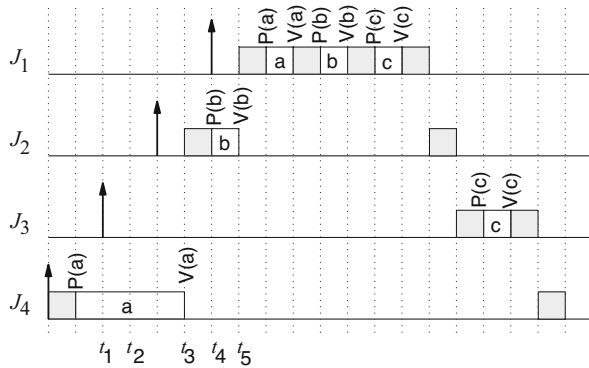 P(a) V(a) P(b) V(b) P(c) V(c)
J1 a b c
P(b) V(b)
J2 b
P(c) V(c)
J3 c
P(a) V(a)
J4 a
t1 t2 t3 t4 t5